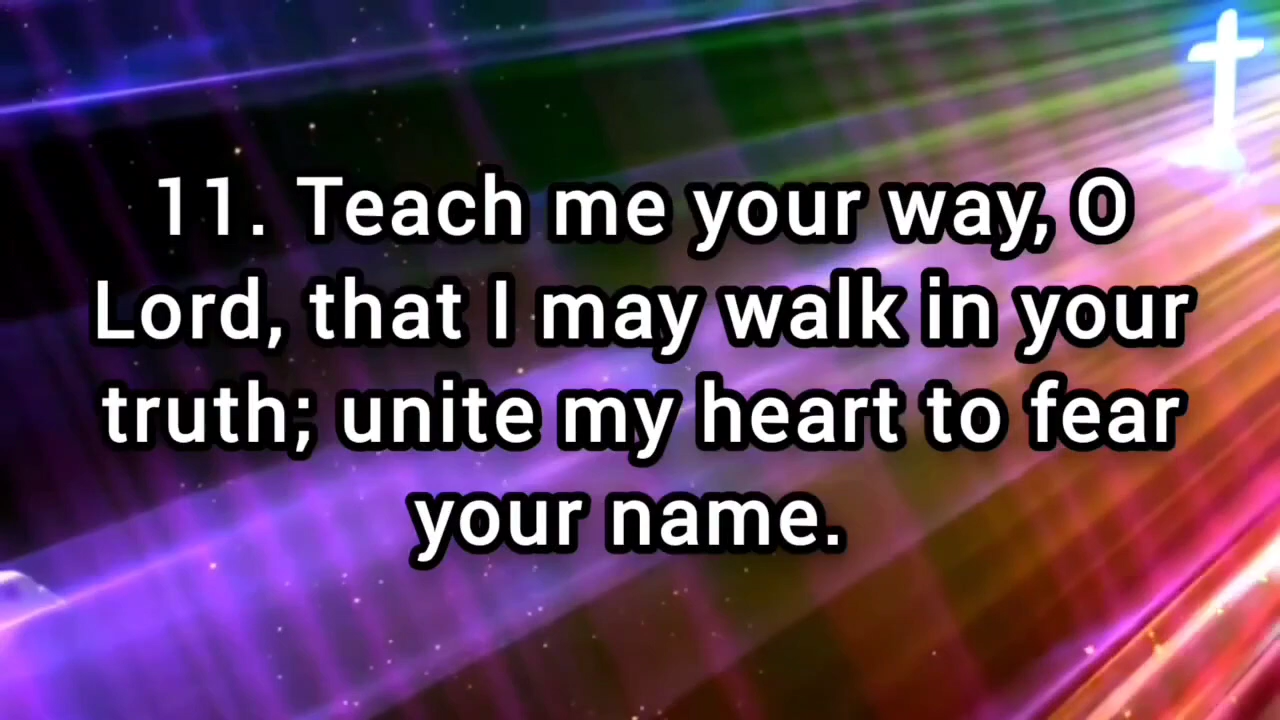 11. Teach me your way, O
Lord, that I may walk in your
truth; unite my heart to fear
your name.